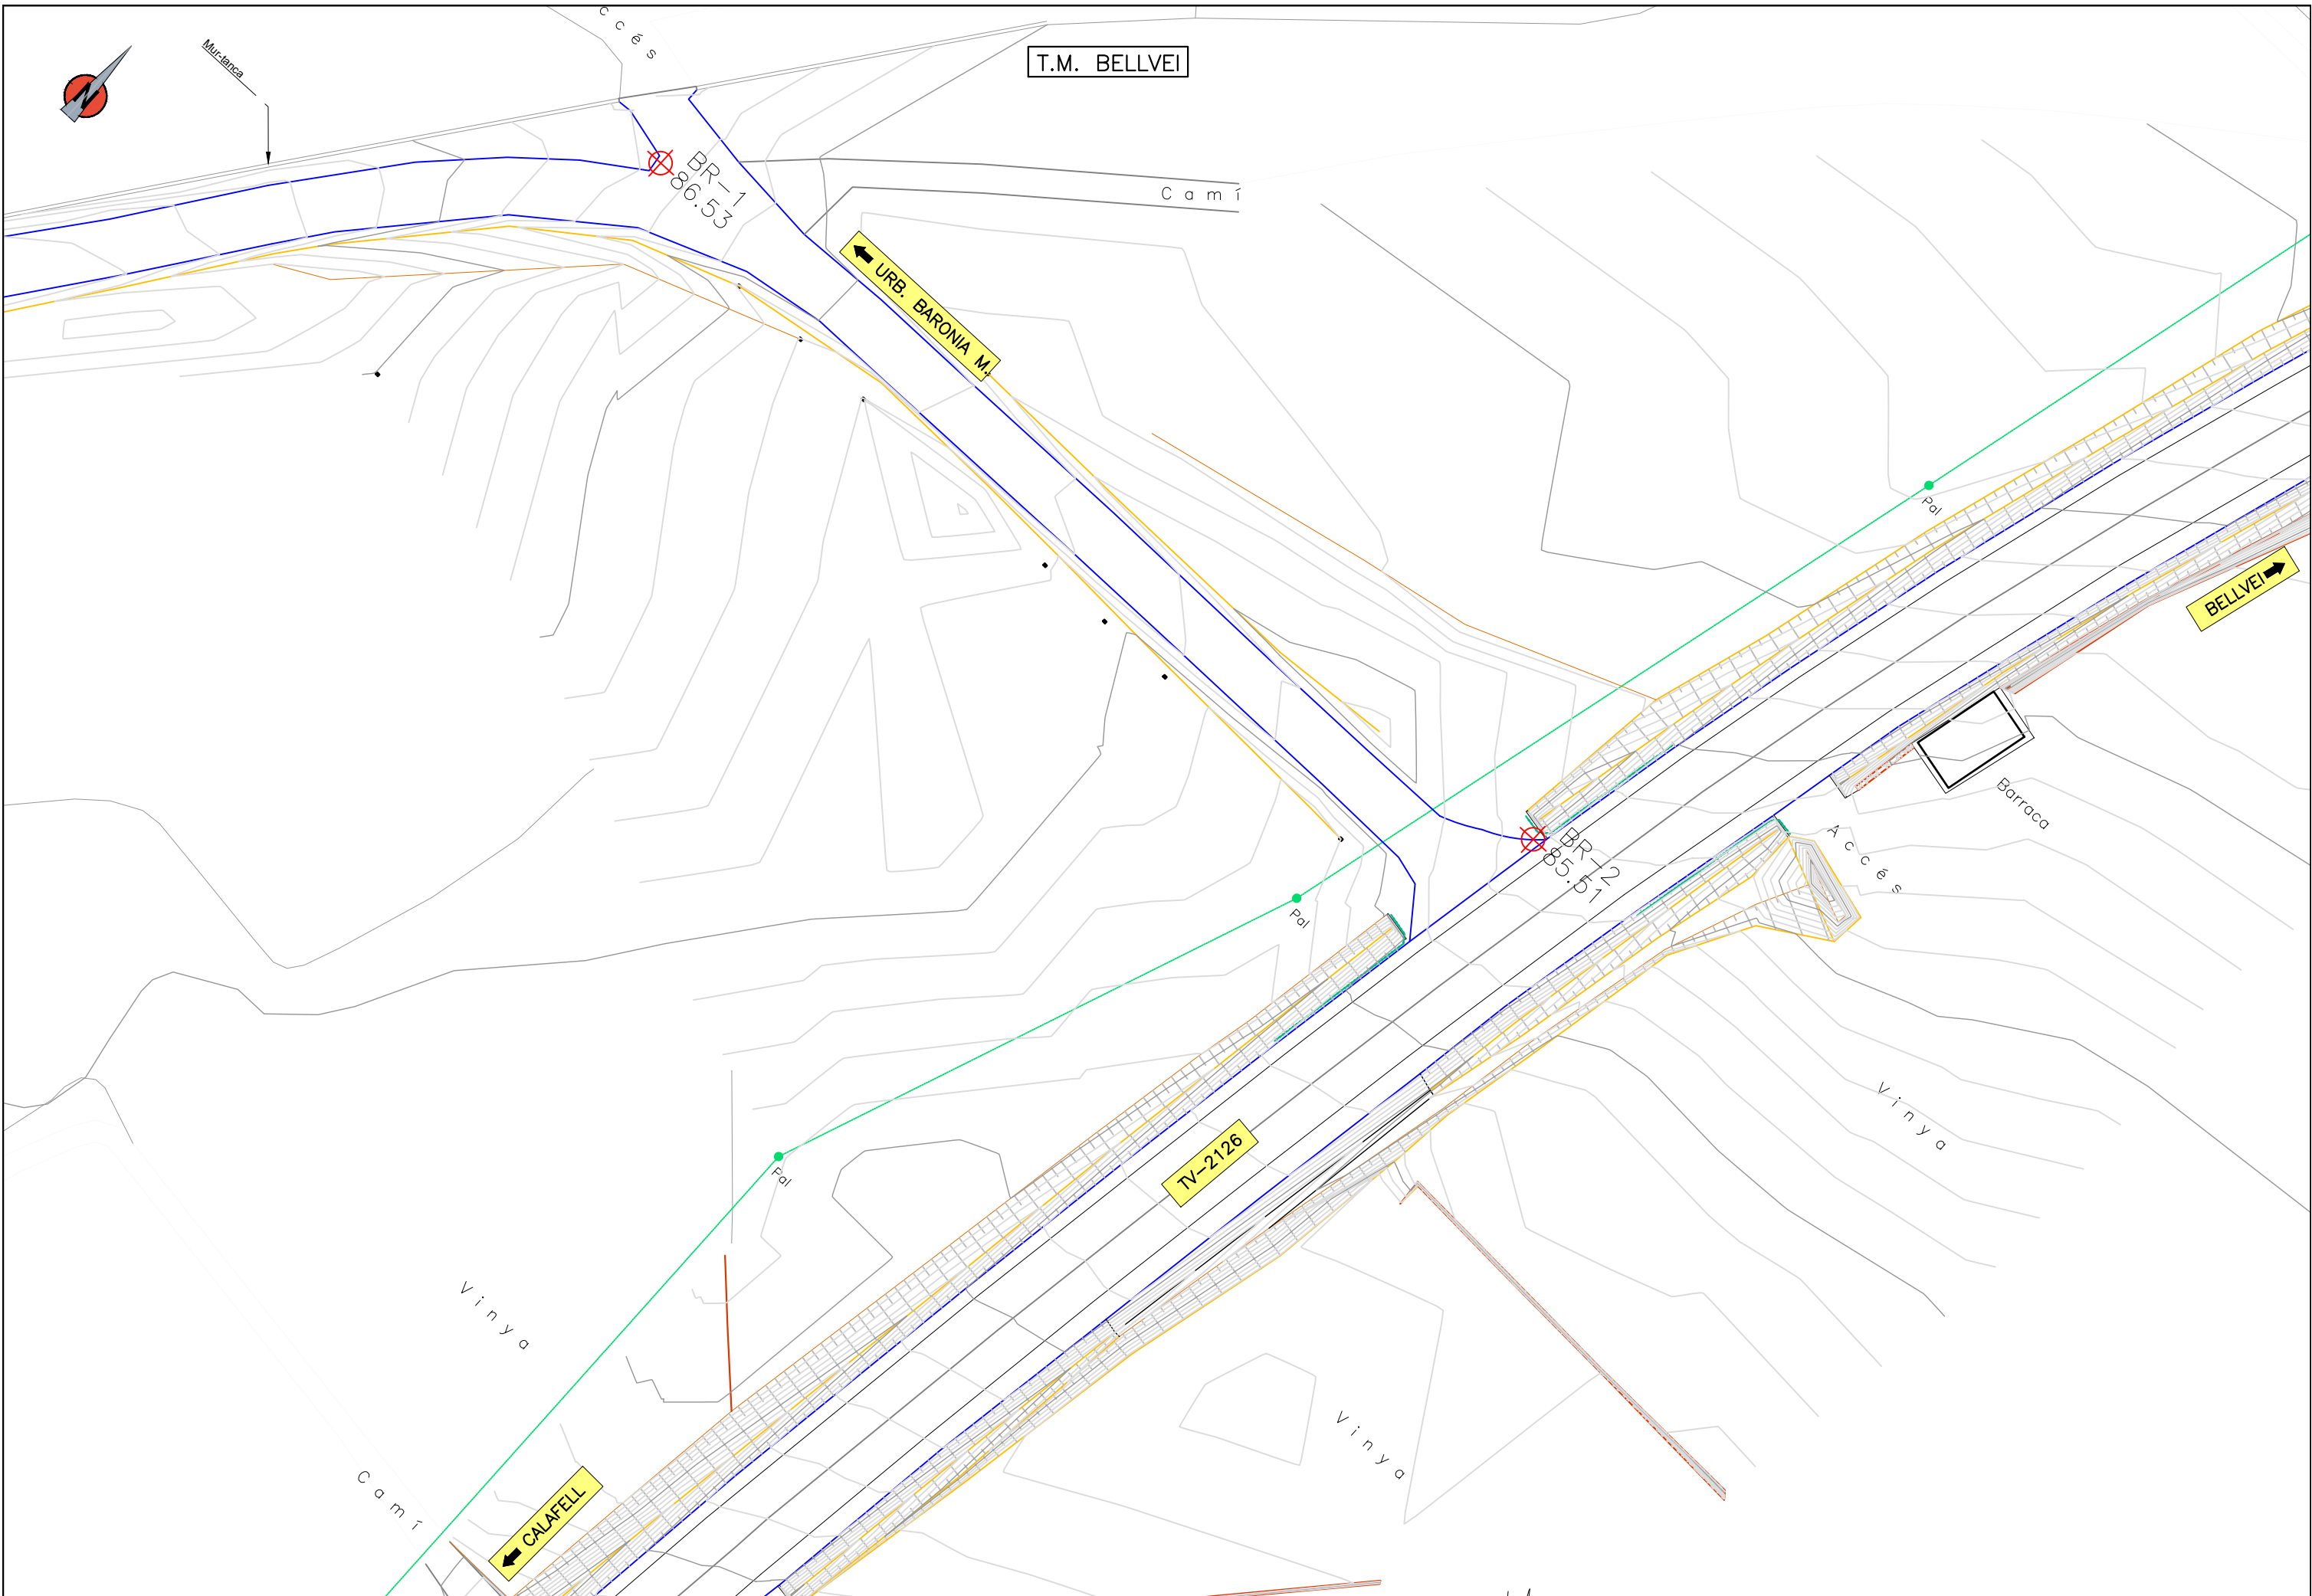 ccés
T.M. BELLVEI
Mur-tanca
N
BR-1
86.53
Camí
URB. BARONIA M.
Pal
BELLVEI
Barraca
BR-2
85.51
Accés
Pal
Vinya
TV-2126
Pal
Vinya
Vinya
Camí
CALAFELL